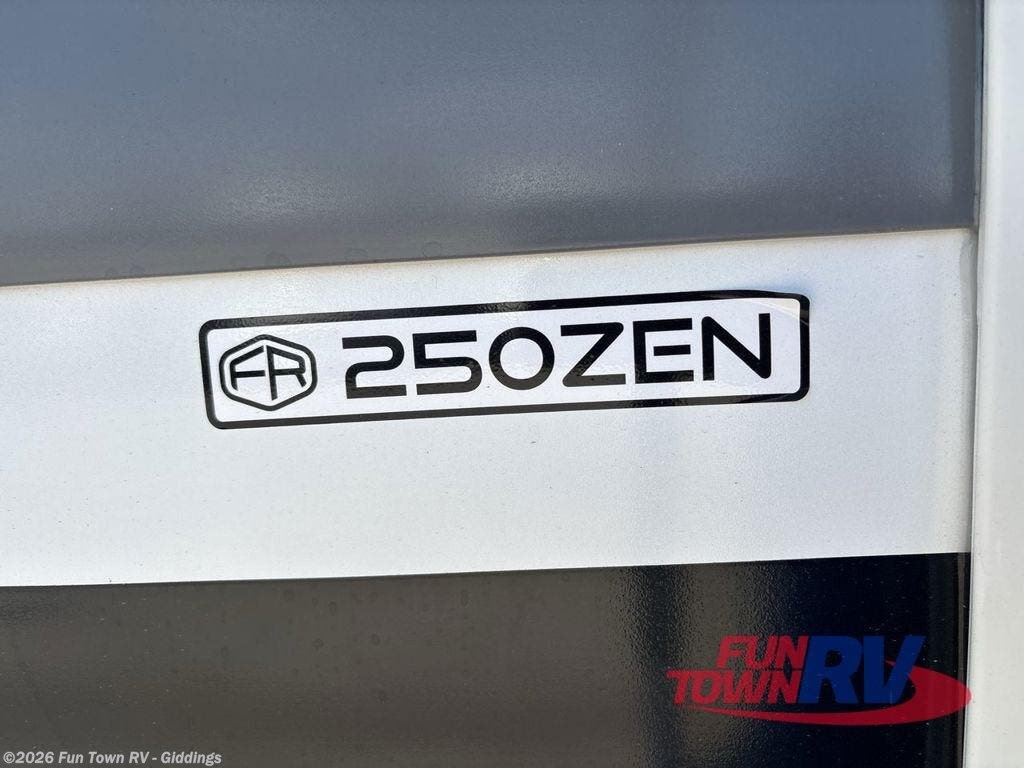 FR 250ZEN
FUN
TOWN RV
©2026 Fun Town RV - Giddings